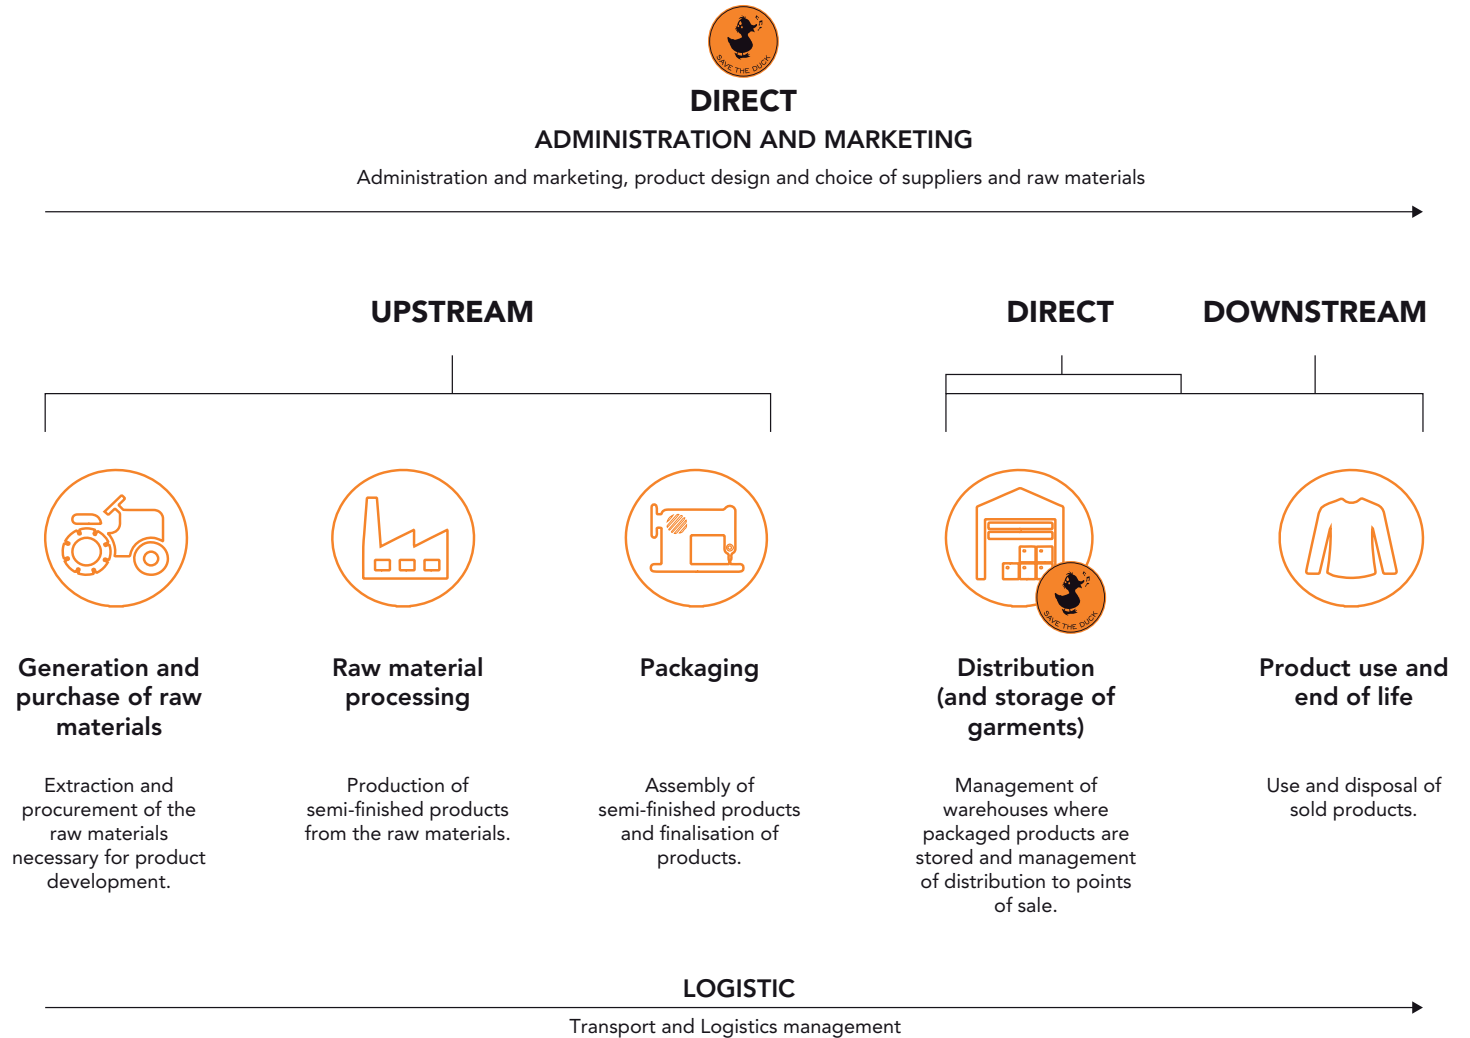 SAVE THE DUCK
DIRECT
ADMINISTRATION AND MARKETING
Administration and marketing, product design and choice of suppliers and raw materials
UPSTREAM
DIRECT
DOWNSTREAM
SAVE THE DUCK
Generation and
purchase of raw
materials
Extraction and
procurement of the
raw materials
necessary for product
development.
Raw material
processing
Production of
semi-finished products
from the raw materials.
Packaging
Assembly of
semi-finished products
and finalisation of
products.
Distribution
(and storage of
garments)
Management of
warehouses where
packaged products are
stored and management
of distribution to points
of sale.
Product use and
end of life
Use and disposal of
sold products.
LOGISTIC
Transport and Logistics management